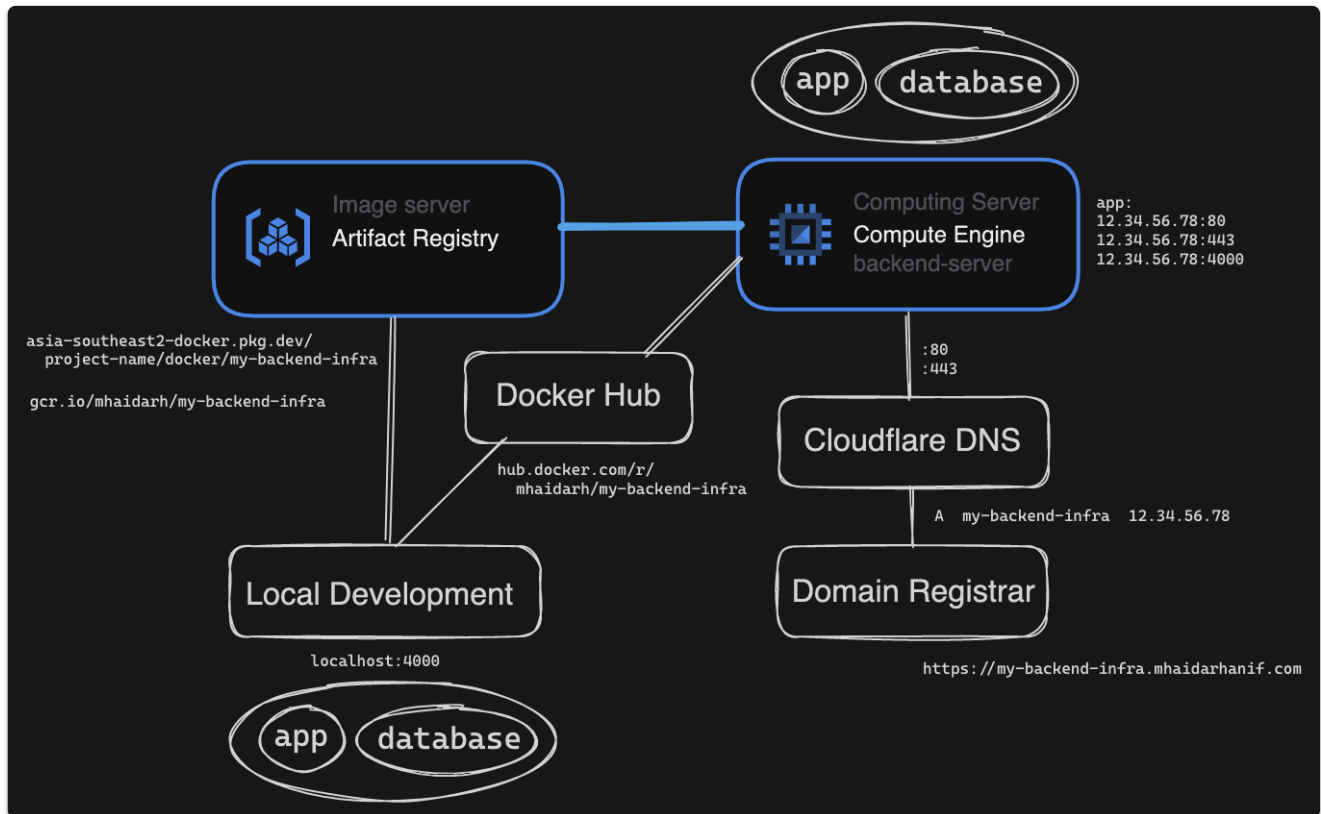 app
database
Image server
Artifact Registry
Computing Server
Compute Engine
backend-server
app:
12.34.56.78:80
12.34.56.78:443
12.34.56.78:4000
asia-southeast2-docker.pkg.dev/
project-name/docker/my-backend-infra
gcr.io/mhaidarh/my-backend-infra
Docker Hub
hub.docker.com/r/
mhaidarh/my-backend-infra
:80
:443
Cloudflare DNS
A my-backend-infra 12.34.56.78
Local Development
Domain Registrar
localhost:4000
https://my-backend-infra.mhaidarhanif.com
app
database